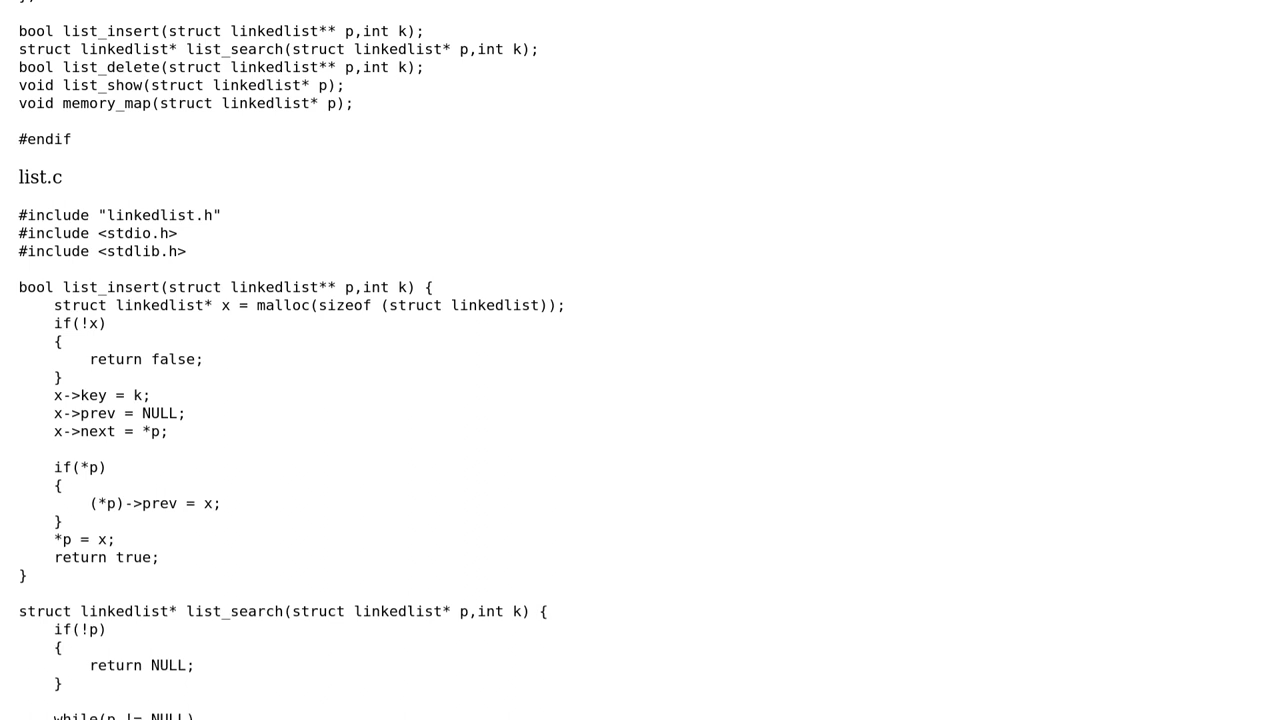 };
bool list_insert(struct linkedlist** p,int k);
struct linkedlist* list_search(struct linkedlist* p,int k);
bool list_delete(struct linkedlist** p,int k);
void list_show(struct linkedlist* p);
void memory_map(struct linkedlist* p);
#endif
list.c
#include "linkedlist.h"
#include <stdio.h>
#include <stdlib.h>
bool list_insert(struct linkedlist** p,int k) {
    struct linkedlist* x = malloc(sizeof (struct linkedlist));
    if(!x)
    {
        return false;
    }
    x->key = k;
    x->prev = NULL;
    x->next = *p;
    if(*p)
    {
        (*p)->prev = x;
    }
    *p = x;
    return true;
}
struct linkedlist* list_search(struct linkedlist* p,int k) {
    if(!p)
    {
        return NULL;
    }
    while(p != NULL)